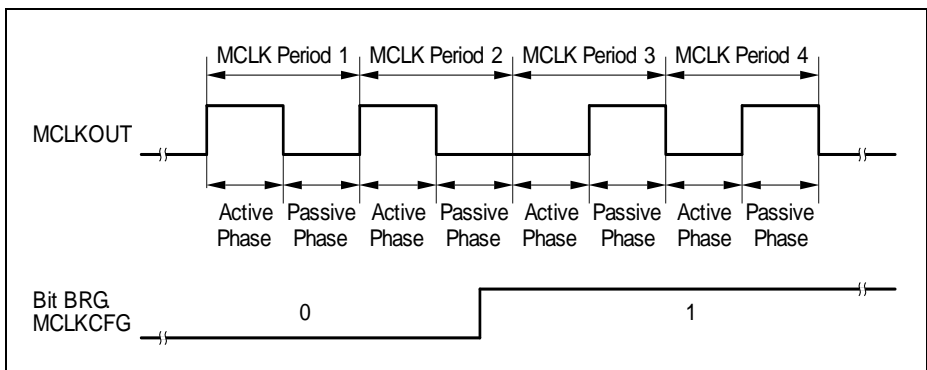 MCLK Period 1 MCLK Period 2 MCLK Period 3 MCLK Period 4
MCLKOUT
Active Passive Active Passive Active Passive Active Passive
Phase Phase Phase Phase Phase Phase Phase Phase
Bit BRG.
MCLKCFG
0 1